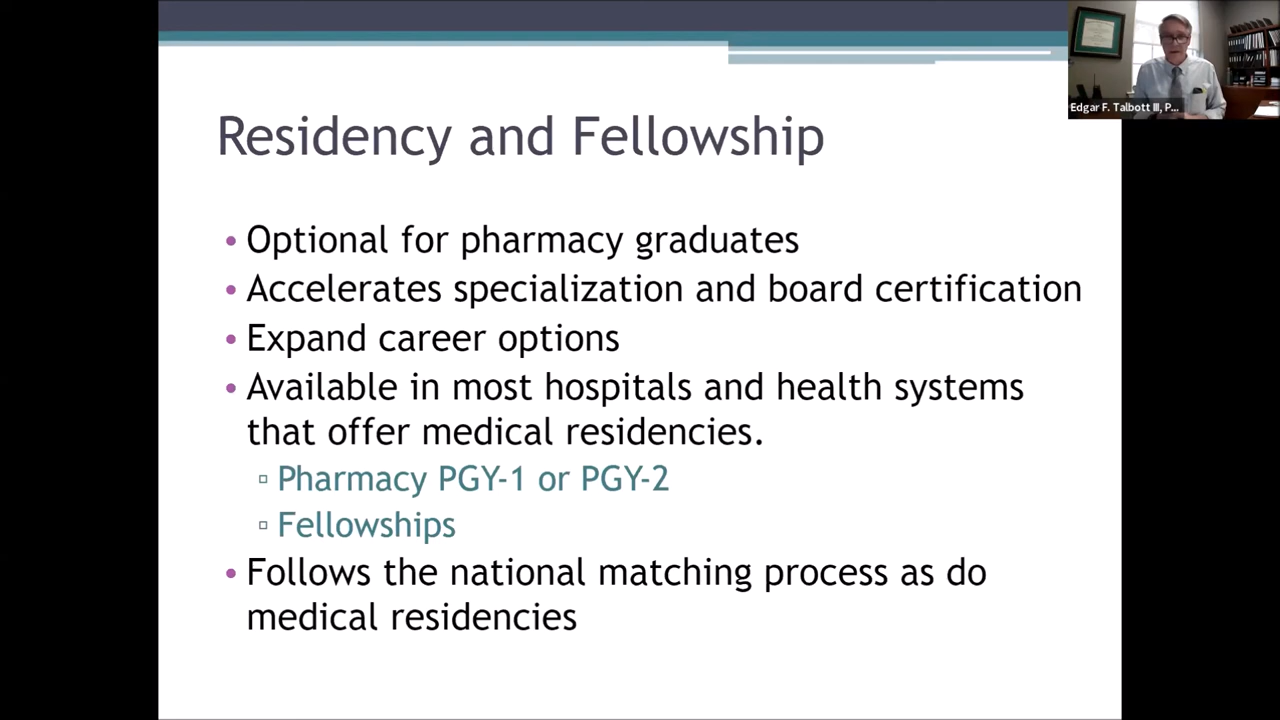 Edgar F. Talbott III, P...
Residency and Fellowship
• Optional for pharmacy graduates
• Accelerates specialization and board certification
• Expand career options
• Available in most hospitals and health systems
that offer medical residencies.
▫ Pharmacy PGY-1 or PGY-2
▫ Fellowships
• Follows the national matching process as do
medical residencies